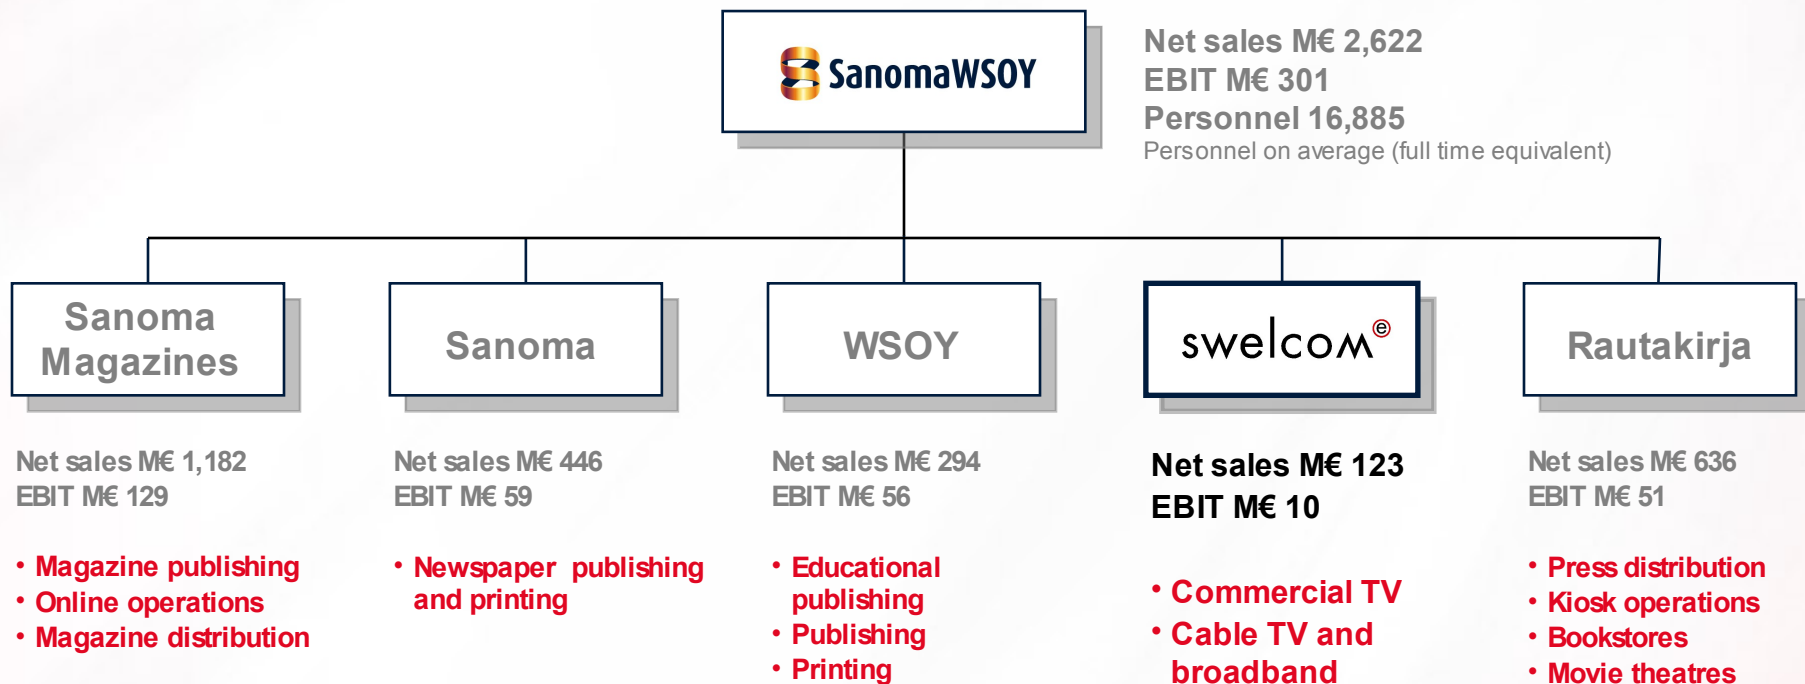 SanomaWSOY
Net sales M€ 2,622
EBIT M€ 301
Personnel 16,885
Personnel on average (full time equivalent)
Sanoma
Magazines
Net sales M€ 1,182
EBIT M€ 129
• Magazine publishing
• Online operations
• Magazine distribution
Sanoma
Net sales M€ 446
EBIT M€ 59
• Newspaper publishing
and printing
WSOY
Net sales M€ 294
EBIT M€ 56
• Educational
publishing
• Publishing
• Printing
swelcom e
Net sales M€ 123
EBIT M€ 10
• Commercial TV
• Cable TV and
broadband
Rautakirja
Net sales M€ 636
EBIT M€ 51
• Press distribution
• Kiosk operations
• Bookstores
• Movie theatres